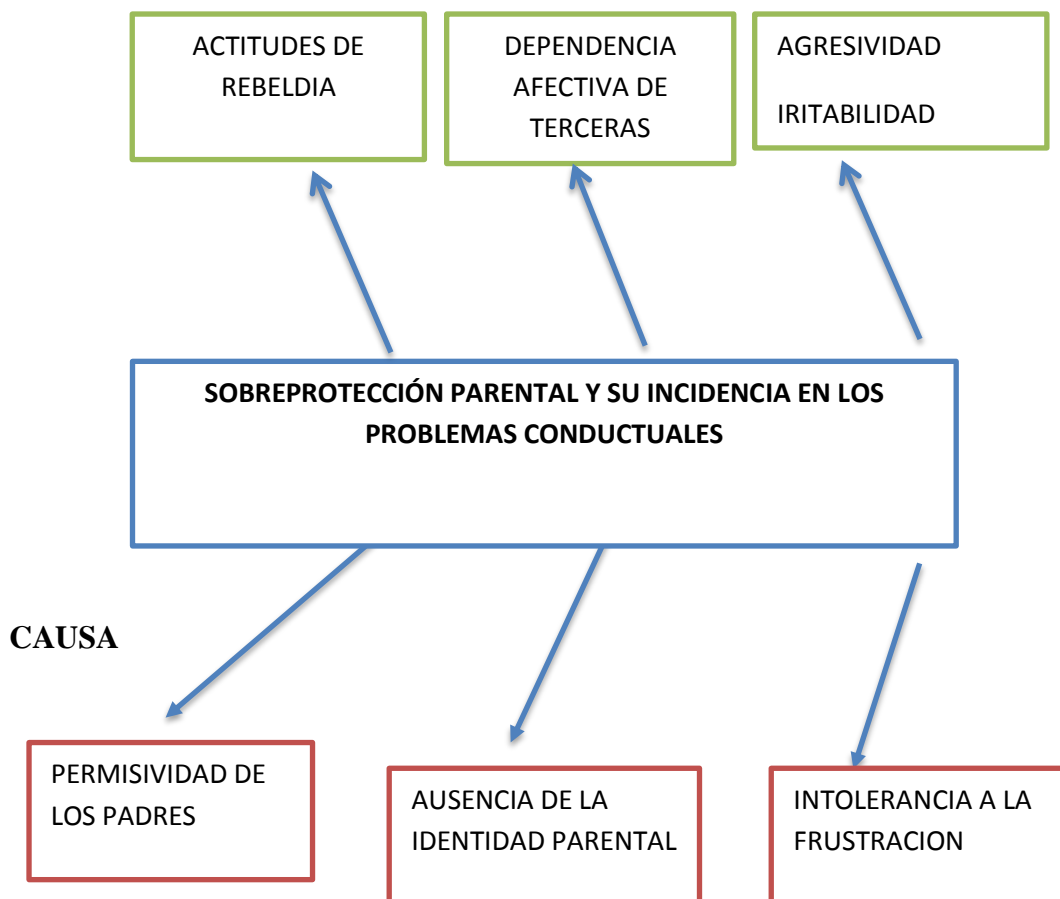 ACTITUDES DE
REBELDIA
DEPENDENCIA
AFECTIVA DE
TERCERAS
AGRESIVIDAD
IRITABILIDAD
SOBREPROTECCIÓN PARENTAL Y SU INCIDENCIA EN LOS
PROBLEMAS CONDUCTUALES
CAUSA
PERMISIVIDAD DE
LOS PADRES
AUSENCIA DE LA
IDENTIDAD PARENTAL
INTOLERANCIA A LA
FRUSTRACION